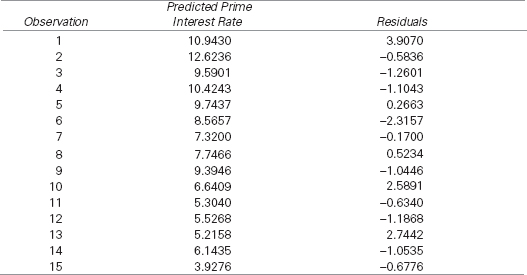 Predicted Prime
Observation Interest Rate Residuals
1 10.9430 3.9070
2 12.6236 –0.5836
3 9.5901 –1.2601
4 10.4243 –1.1043
5 9.7437 0.2663
6 8.5657 –2.3157
7 7.3200 –0.1700
8 7.7466 0.5234
9 9.3946 –1.0446
10 6.6409 2.5891
11 5.3040 –0.6340
12 5.5268 –1.1868
13 5.2158 2.7442
14 6.1435 –1.0535
15 3.9276 –0.6776